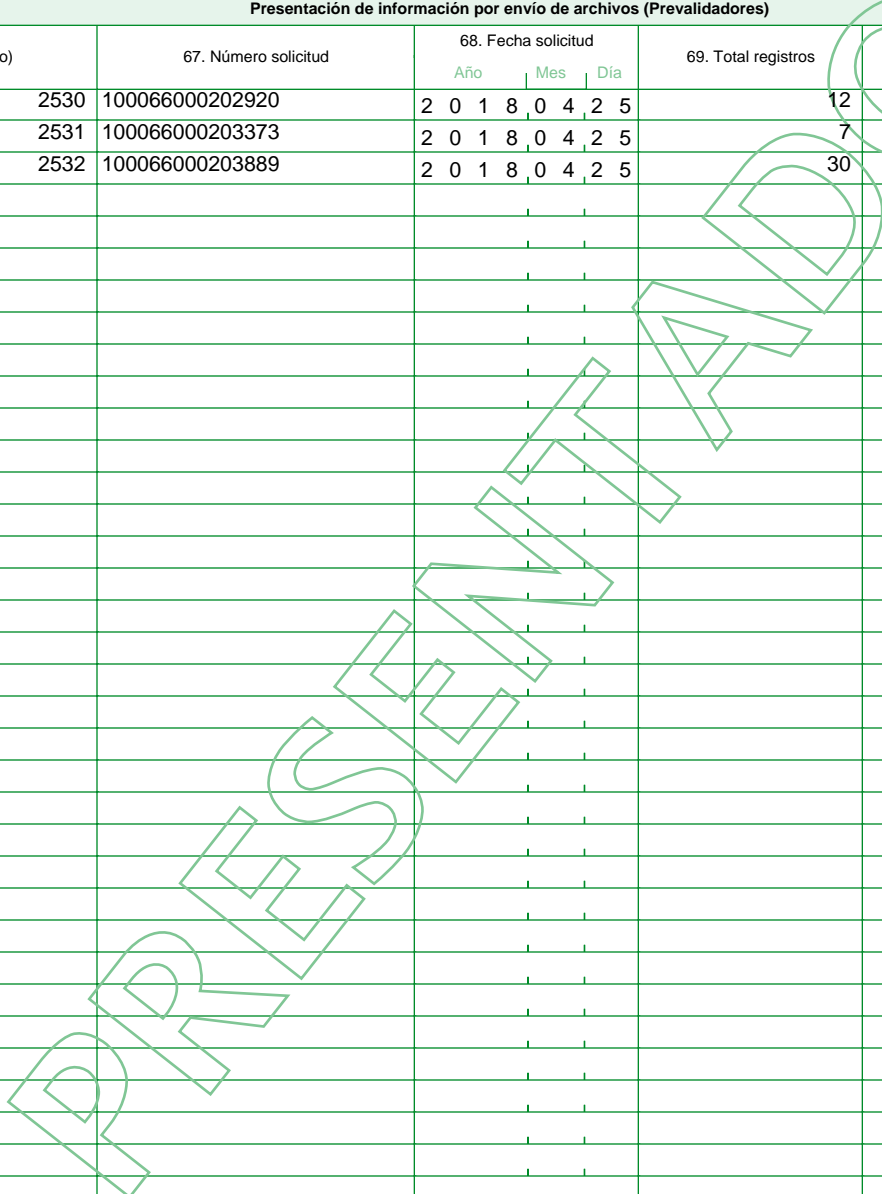 Presentación de información por envío de archivos (Prevalidadores)
o) 67. Número solicitud 68. Fecha solicitud 69. Total registros
Año Mes Día
2530 100066000202920 2 0 1 8 0 4 2 5 12
2531 100066000203373 2 0 1 8 0 4 2 5 7
2532 100066000203889 2 0 1 8 0 4 2 5 30
PRESENTADO